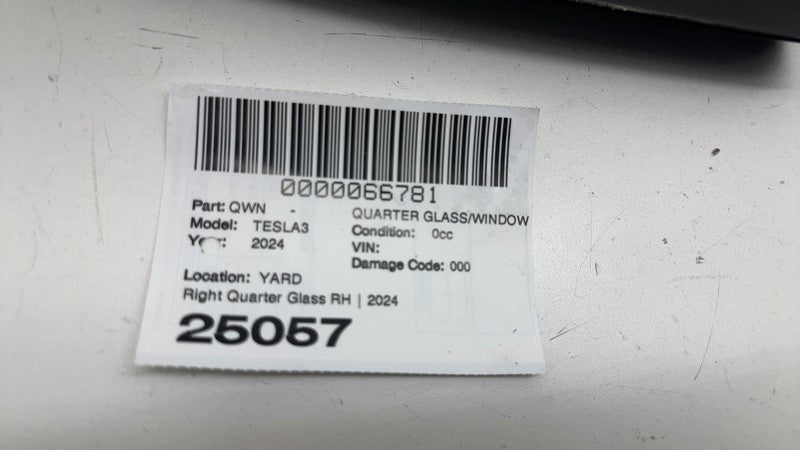 0000066781
Part: QWN - QUARTER GLASS/WINDOW
Model: TESLA3 Condition: 0cc
Year: 2024 VIN:
Damage Code: 000
Location: YARD
Right Quarter Glass RH | 2024
25057